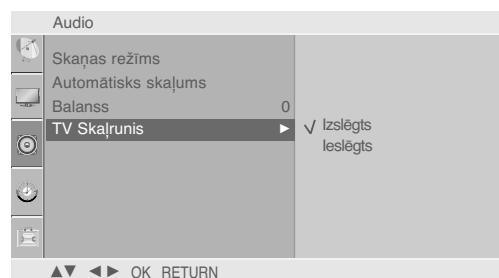 Audio
Skaņas režīms
Automātisks skaļums
Balanss 0
TV Skaļrunis ►
√ Izslēgts
Ieslēgts
▲▼ ◄► OK RETURN